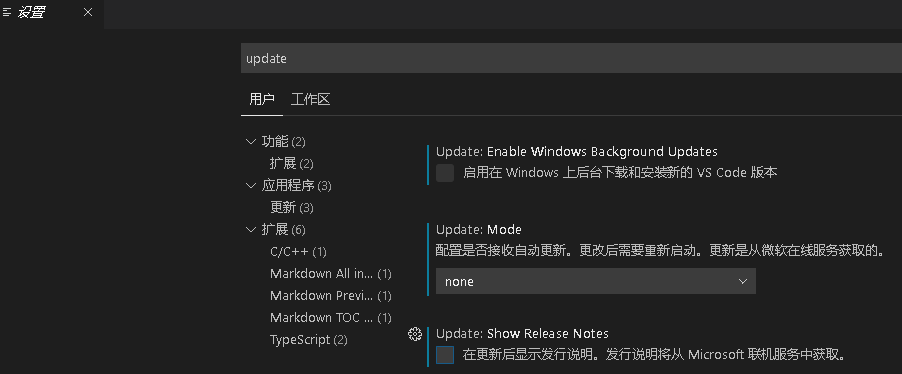 设置
update
用户 工作区
功能 (2)
扩展 (2)
应用程序 (3)
更新 (3)
扩展 (6)
C/C++ (1)
Markdown All in... (1)
Markdown Previ... (1)
Markdown TOC ... (1)
TypeScript (2)
Update: Enable Windows Background Updates
启用在 Windows 上后台下载和安装新的 VS Code 版本
Update: Mode
配置是否接收自动更新。更改后需要重新启动。更新是从微软在线服务获取的。
none
Update: Show Release Notes
在更新后显示发行说明。发行说明将从 Microsoft 联机服务中获取。